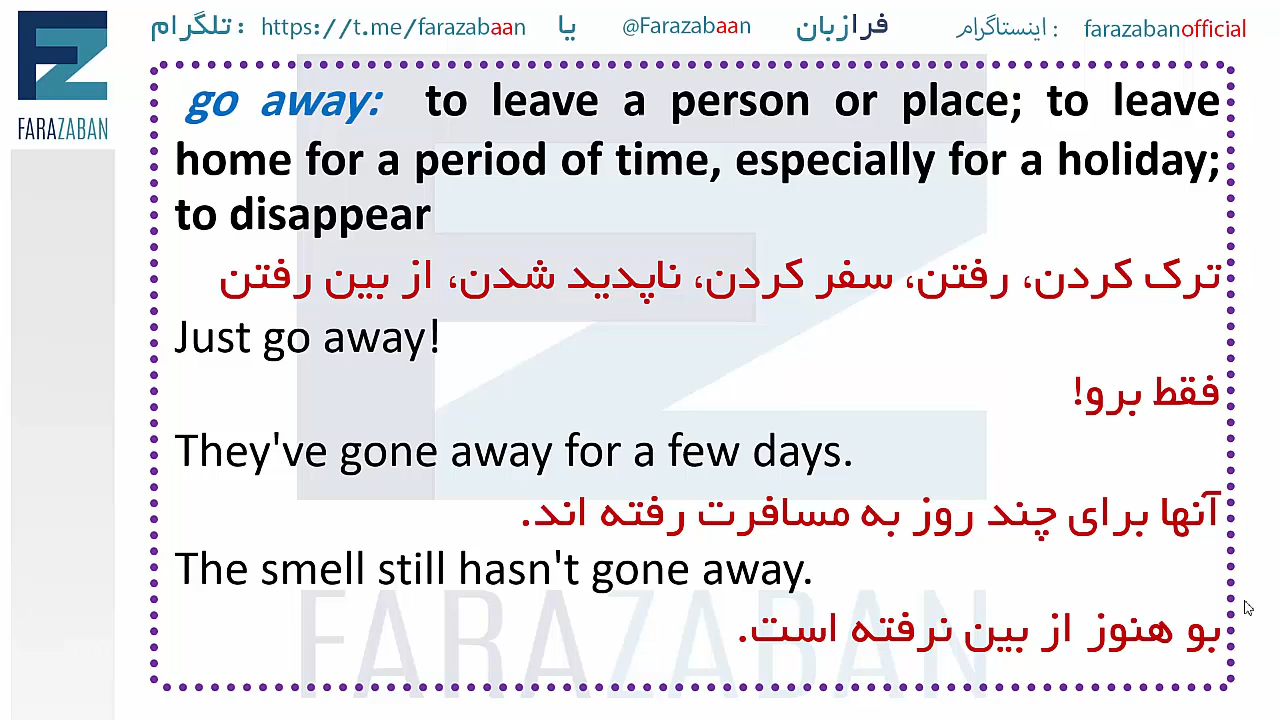 تلگرام : https://t.me/farazabaan یا @Farazabaan فرازبان اینستاگرام : farazabanofficial
FARAZABAN
go away: to leave a person or place; to leave
home for a period of time, especially for a holiday;
to disappear
ترک کردن، رفتن، سفر کردن، ناپدید شدن، از بین رفتن
Just go away!
فقط برو!
They've gone away for a few days.
آنها برای چند روز به مسافرت رفته اند.
The smell still hasn't gone away.
بو هنوز از بین نرفته است.
FARAZABAN